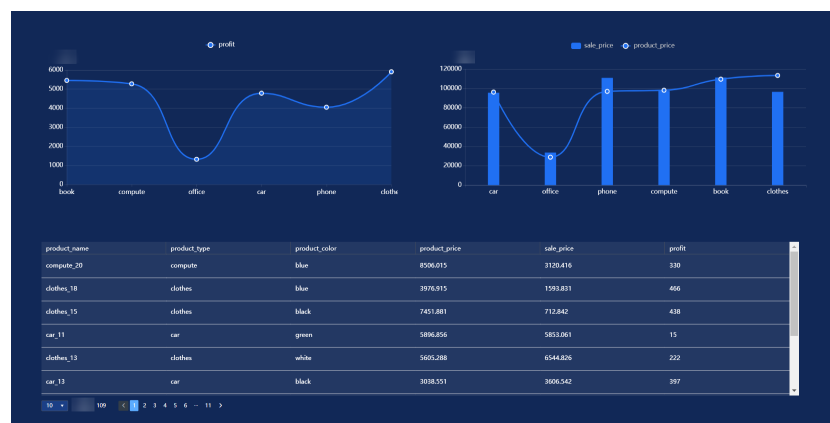 profit
6000
5000
4000
3000
2000
1000
0
book compute office car phone clothe
sale_price product_price
120000
100000
80000
60000
40000
20000
0
car office phone compute book clothes
product_name product_type product_color product_price sale_price profit
compute_20 compute blue 8506.015 3120.416 330
clothes_18 clothes blue 3976.915 1593.831 466
clothes_15 clothes black 7451.881 712.842 438
car_11 car green 5896.856 5853.061 15
clothes_13 clothes white 5605.288 6544.826 222
car_13 car black 3038.551 3606.542 397
10 109 1 2 3 4 5 6 ··· 11